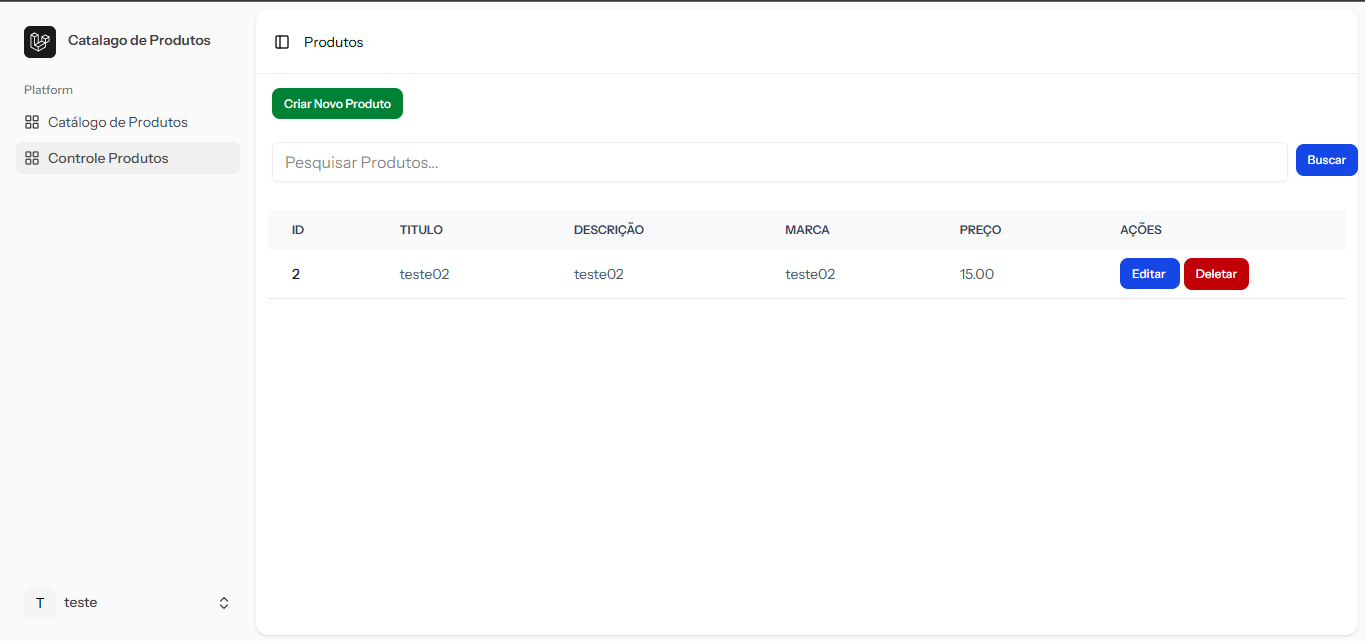 Catalago de Produtos
Platform
Catálogo de Produtos
Controle Produtos
T teste
Produtos
Criar Novo Produto
Pesquisar Produtos... Buscar
ID TITULO DESCRIÇÃO MARCA PREÇO AÇÕES
2 teste02 teste02 teste02 15.00 Editar Deletar